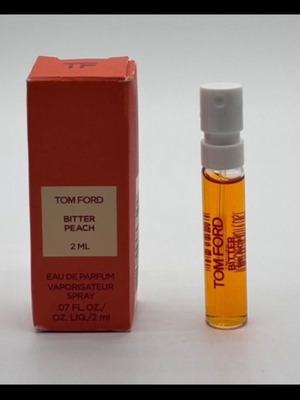 TF
TOM FORD
BITTER
PEACH
2 ML
EAU DE PARFUM
VAPORISATEUR
SPRAY
.07 FL.OZ./
OZ. LIQ./2 ml
TOM FORD
BITTER